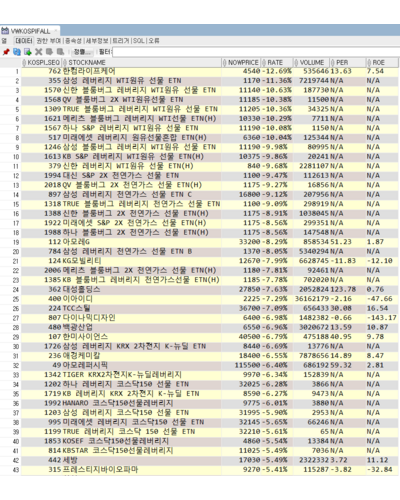 VW.KOSPIFALL
열 데이터 권한 부여 종속성 세부정보 트리거 SQL 오류
정렬... 필터:
KOSPI_SEQ STOCKNAME NOWPRICE RATE VOLUME PER ROE
1 762 한컴라이프케어 4540 -12.69% 535646 13.63 7.54
2 355 삼성 레버리지 WTI원유 선물 ETN 1170 -11.36% 7219744 N/A N/A
3 1570 신한 블룸버그 레버리지 WTI원유 선물 ETN 11140 -10.63% 187730 N/A N/A
4 1568 QV 블룸버그 2X WTI원유선물 ETN 11185 -10.38% 11500 N/A N/A
5 1309 TRUE 블룸버그 레버리지 WTI원유 선물 ETN 11205 -10.36% 34325 N/A N/A
6 1621 메리츠 블룸버그 레버리지 WTI선물 ETN(H) 10330 -10.29% 7711 N/A N/A
7 1567 하나 S&P 레버리지 WTI원유 선물 ETN 11190 -10.08% 1150 N/A N/A
8 517 미래에셋 레버리지 원유선물혼합 ETN(H) 6360 -10.04% 125344 N/A N/A
9 1246 삼성 블룸버그 레버리지 WTI원유 선물 ETN 11190 -9.98% 80995 N/A N/A
10 1613 KB S&P 레버리지 WTI원유 선물 ETN(H) 10375 -9.86% 20241 N/A N/A
11 379 신한 레버리지 WTI원유 선물 ETN(H) 840 -9.68% 22811074 N/A N/A
12 1994 대신 S&P 2X 천연가스 선물 ETN 1100 -9.47% 112613 N/A N/A
13 2018 QV 블룸버그 2X 천연가스 선물 ETN(H) 1175 -9.27% 16856 N/A N/A
14 897 삼성 레버리지 천연가스 선물 ETN C 16800 -9.12% 207956 N/A N/A
15 1318 TRUE 블룸버그 레버리지 천연가스 선물 ETN 1100 -9.09% 298919 N/A N/A
16 1388 신한 블룸버그 2X 천연가스 선물 ETN(H) 1175 -8.91% 1038045 N/A N/A
17 1922 미래에셋 S&P 2X 천연가스 선물 ETN(H) 1175 -8.56% 299351 N/A N/A
18 1988 하나 블룸버그 2X 천연가스 선물 ETN(H) 1175 -8.56% 147548 N/A N/A
19 112 아모레G 33200 -8.29% 858534 51.23 1.87
20 784 삼성 레버리지 천연가스 선물 ETN B 1370 -8.05% 5340294 N/A N/A
21 124 KG모빌리티 12670 -7.99% 6628745 -11.83 -12.10
22 2006 메리츠 블룸버그 2X 천연가스 선물 ETN(H) 1180 -7.81% 92461 N/A N/A
23 1385 KB 블룸버그 레버리지 천연가스선물 ETN(H) 1185 -7.78% 702020 N/A N/A
24 362 대성홀딩스 27850 -7.63% 2052824 123.78 0.76
25 400 이아이디 2225 -7.29% 36162179 -2.16 -47.66
26 224 TCC스틸 36700 -7.09% 656433 30.08 16.54
27 807 다이나믹디자인 6400 -6.98% 1482382 -0.66 -143.17
28 480 백광산업 6550 -6.96% 3020672 13.59 10.87
29 107 한미사이언스 40500 -6.79% 475188 40.95 9.78
30 1726 삼성 레버리지 KRX 2차전지 K-뉴딜 ETN 8440 -6.69% 13776 N/A N/A
31 236 애경케미칼 18400 -6.55% 7878656 14.89 8.47
32 49 아모레퍼시픽 115500 -6.40% 686192 59.32 2.81
33 1342 TIGER KRX2차전지K-뉴딜레버리지 9970 -6.34% 152839 N/A N/A
34 1202 하나 레버리지 코스닥150 선물 ETN 32025 -6.28% 3866 N/A N/A
35 1719 KB 레버리지 KRX 2차전지 K-뉴딜 ETN 8590 -6.27% 9473 N/A N/A
36 1992 HANARO 코스닥150선물레버리지 9775 -6.01% 3880 N/A N/A
37 1203 삼성 레버리지 코스닥150 선물 ETN 31995 -5.90% 2953 N/A N/A
38 995 미래에셋 레버리지 코스닥150 선물 ETN 32145 -5.65% 66246 N/A N/A
39 1199 TRUE 레버리지 코스닥 150 선물 ETN 32210 -5.61% 65 N/A N/A
40 1853 KOSEF 코스닥150선물레버리지 4860 -5.54% 13384 N/A N/A
41 814 KBSTAR 코스닥150선물레버리지 11025 -5.49% 7036 N/A N/A
42 442 세방 17030 -5.49% 2322332 3.72 11.12
43 315 프레스티지바이오파마 9270 -5.41% 115287 -3.82 -32.84